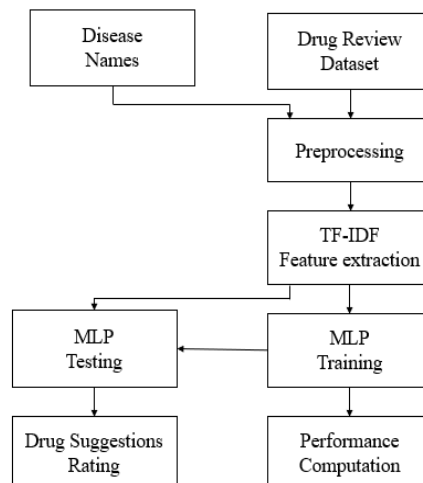 Disease
Names
Drug Review
Dataset
Preprocessing
TF-IDF
Feature extraction
MLP
Testing
MLP
Training
Drug Suggestions
Rating
Performance
Computation